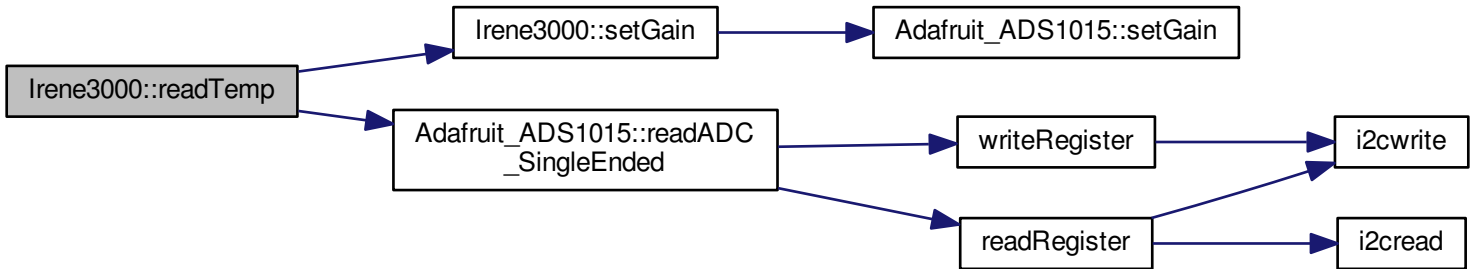 Irene3000::readTemp
Irene3000::setGain
Adafruit_ADS1015::setGain
Adafruit_ADS1015::readADC
_SingleEnded
writeRegister
readRegister
i2cwrite
i2cread